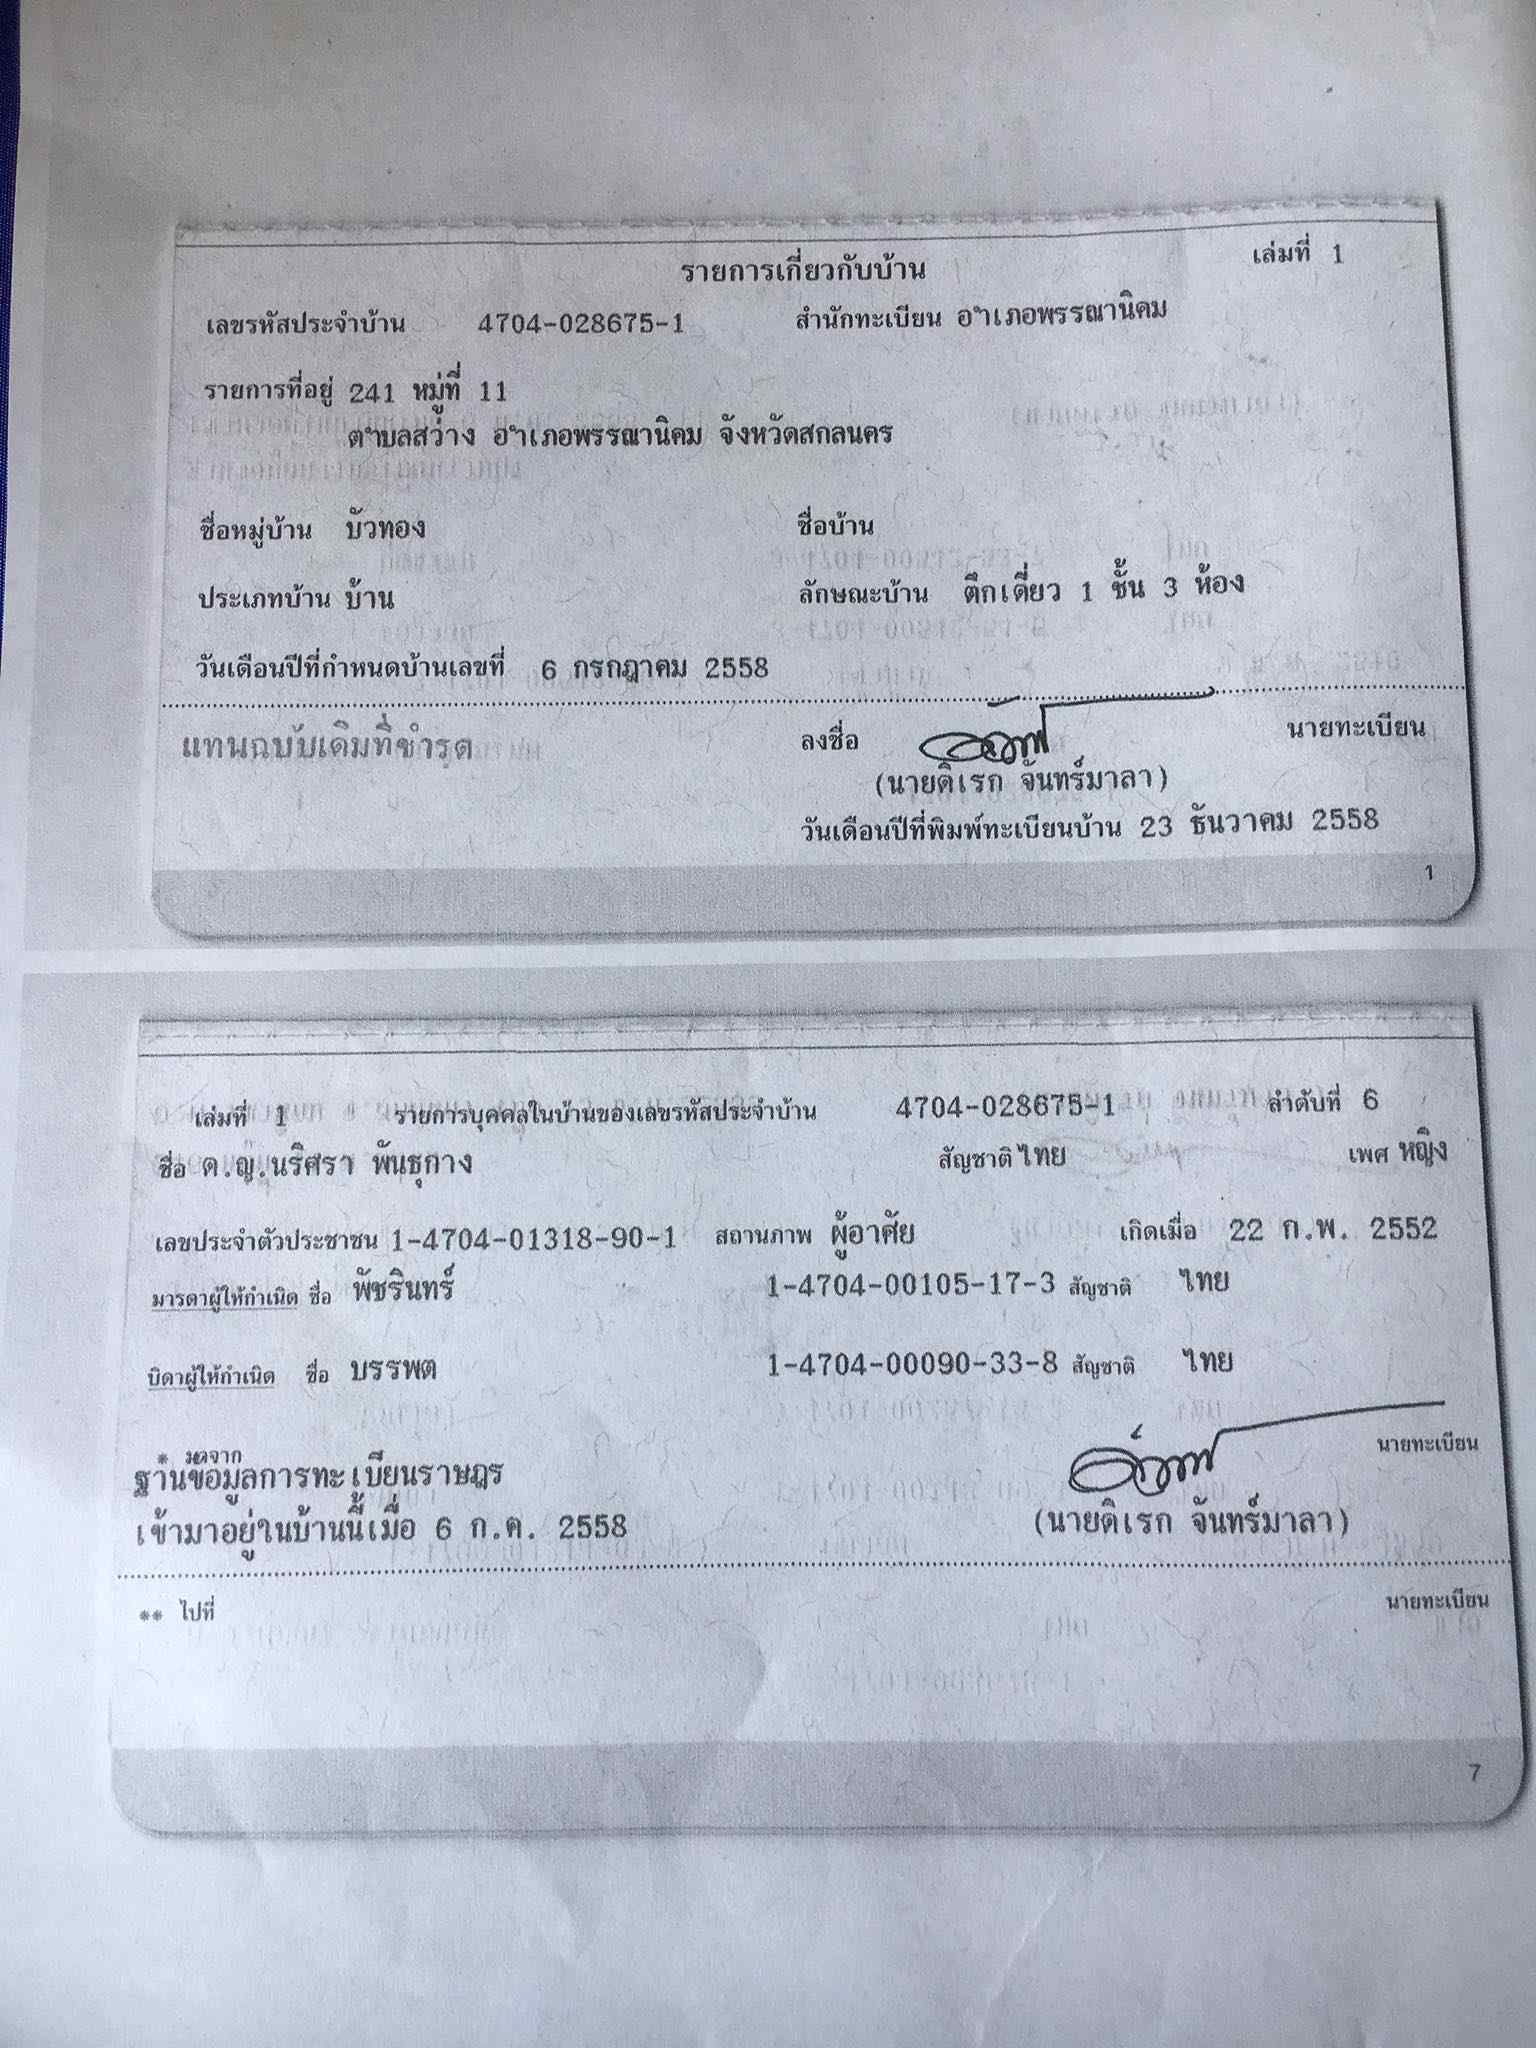 เล่มที่ 1
รายการเกี่ยวกับบ้าน
เลขรหัสประจำบ้าน 4704-028675-1 สำนักทะเบียน อำเภอพรรณานิคม
รายการที่อยู่ 241 หมู่ที่ 11
ตำบลสว่าง อำเภอพรรณานิคม จังหวัดสกลนคร
ชื่อหมู่บ้าน บัวทอง ชื่อบ้าน
ประเภทบ้าน บ้าน ลักษณะบ้าน ตึกเดี่ยว 1 ชั้น 3 ห้อง
วันเดือนปีที่กำหนดบ้านเลขที่ 6 กรกฎาคม 2558
แทนฉบับเดิมที่ชำรุด ลงชื่อ นายทะเบียน
(นายดิเรก จันทร์มาลา)
วันเดือนปีที่พิมพ์ทะเบียนบ้าน 23 ธันวาคม 2558
1
เล่มที่ 1 รายการบุคคลในบ้านของเลขรหัสประจำบ้าน 4704-028675-1 ลำดับที่ 6
ชื่อ ด.ญ.นริศรา พันธุกาง สัญชาติ ไทย เพศ หญิง
เลขประจำตัวประชาชน 1-4704-01318-90-1 สถานภาพ ผู้อาศัย เกิดเมื่อ 22 ก.พ. 2552
มารดาผู้ให้กำเนิด ชื่อ พัชรินทร์ 1-4704-00105-17-3 สัญชาติ ไทย
บิดาผู้ให้กำเนิด ชื่อ บรรพต 1-4704-00090-33-8 สัญชาติ ไทย
* มาจาก นายทะเบียน
ฐานข้อมูลการทะเบียนราษฎร
เข้ามาอยู่ในบ้านนี้เมื่อ 6 ก.ค. 2558 (นายดิเรก จันทร์มาลา)
** ไปที่ นายทะเบียน
7